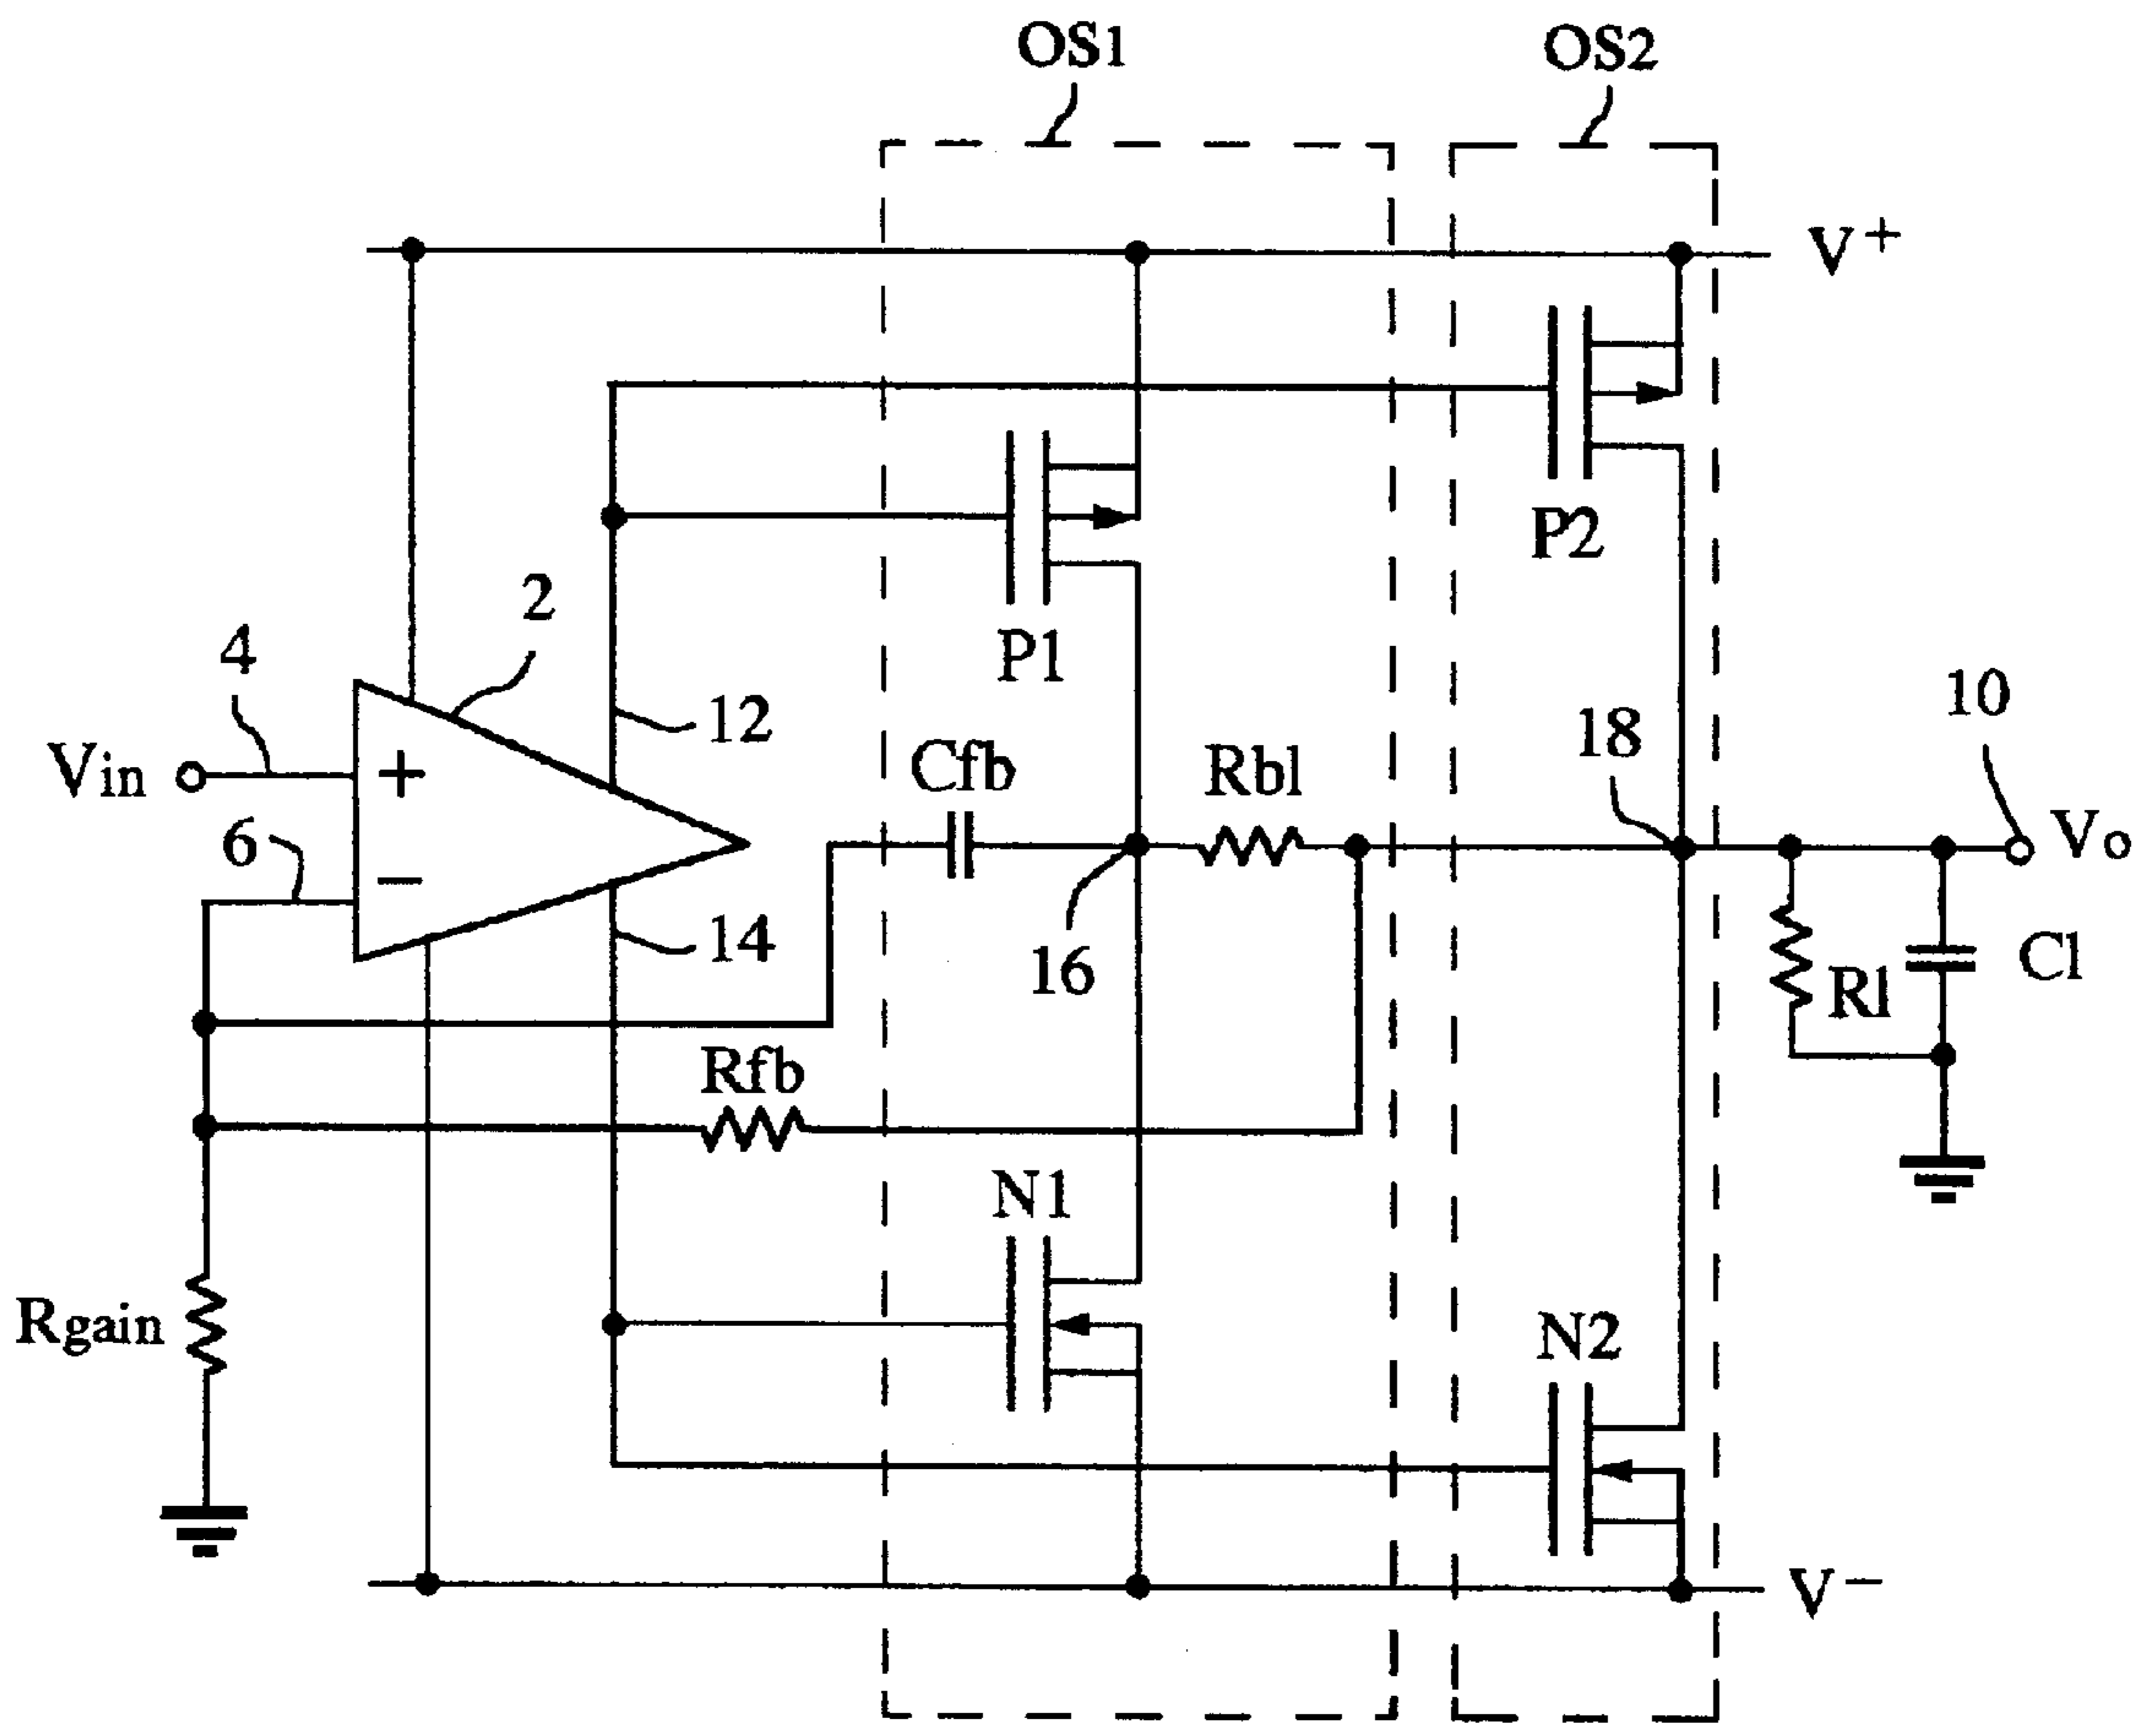 OS1
OS2
V+
P2
2
4
P1
12
10
18
Vin
+
Cfb
Rbl
Vo
6
−
14
16
Cl
Rl
Rfb
N1
Rgain
N2
V−